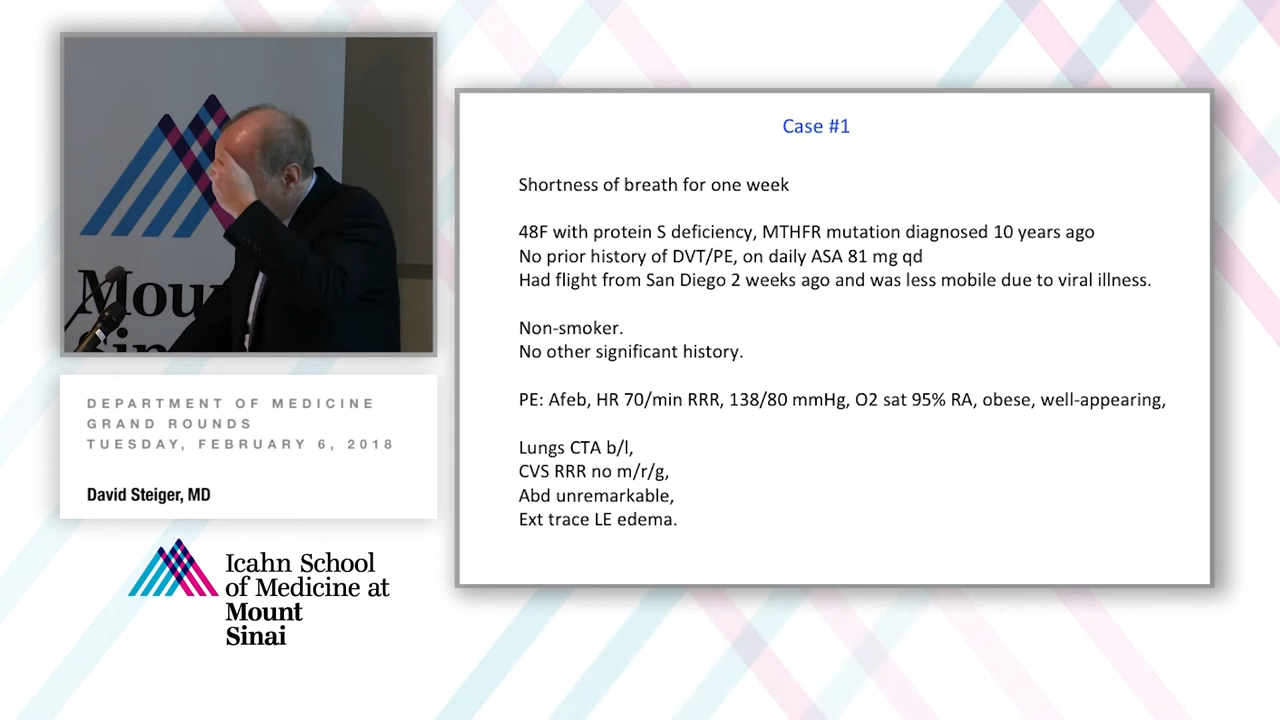 Mount
Sinai
DEPARTMENT OF MEDICINE
GRAND ROUNDS
TUESDAY, FEBRUARY 6, 2018
David Steiger, MD
Icahn School
of Medicine at
Mount
Sinai
Case #1
Shortness of breath for one week
48F with protein S deficiency, MTHFR mutation diagnosed 10 years ago
No prior history of DVT/PE, on daily ASA 81 mg qd
Had flight from San Diego 2 weeks ago and was less mobile due to viral illness.
Non-smoker.
No other significant history.
PE: Afeb, HR 70/min RRR, 138/80 mmHg, O2 sat 95% RA, obese, well-appearing,
Lungs CTA b/l,
CVS RRR no m/r/g,
Abd unremarkable,
Ext trace LE edema.